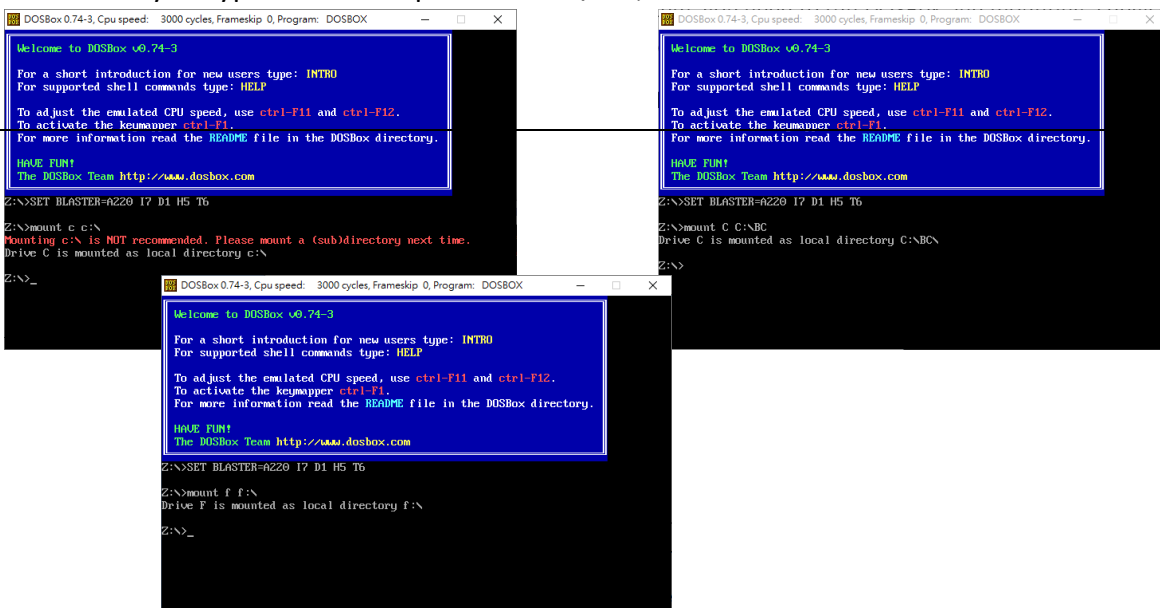 DOSBox 0.74-3, Cpu speed: 3000 cycles, Frameskip 0, Program: DOSBOX
Welcome to DOSBox v0.74-3
For a short introduction for new users type: INTRO
For supported shell commands type: HELP
To adjust the emulated CPU speed, use ctrl-F11 and ctrl-F12.
To activate the keymapper ctrl-F1.
For more information read the README file in the DOSBox directory.
HAVE FUN!
The DOSBox Team http://www.dosbox.com
Z:\>SET BLASTER=A220 I7 D1 H5 T6
Z:\>mount c c:\
Mounting c:\ is NOT recommended. Please mount a (sub)directory next time.
Drive C is mounted as local directory c:\
Z:\>_
DOSBox 0.74-3, Cpu speed: 3000 cycles, Frameskip 0, Program: DOSBOX
Welcome to DOSBox v0.74-3
For a short introduction for new users type: INTRO
For supported shell commands type: HELP
To adjust the emulated CPU speed, use ctrl-F11 and ctrl-F12.
To activate the keymapper ctrl-F1.
For more information read the README file in the DOSBox directory.
HAVE FUN!
The DOSBox Team http://www.dosbox.com
Z:\>SET BLASTER=A220 I7 D1 H5 T6
Z:\>mount C C:\BC
Drive C is mounted as local directory C:\BC\
Z:\>
DOSBox 0.74-3, Cpu speed: 3000 cycles, Frameskip 0, Program: DOSBOX
Welcome to DOSBox v0.74-3
For a short introduction for new users type: INTRO
For supported shell commands type: HELP
To adjust the emulated CPU speed, use ctrl-F11 and ctrl-F12.
To activate the keymapper ctrl-F1.
For more information read the README file in the DOSBox directory.
HAVE FUN!
The DOSBox Team http://www.dosbox.com
Z:\>SET BLASTER=A220 I7 D1 H5 T6
Z:\>mount f f:\
Drive F is mounted as local directory f:\
Z:\>_